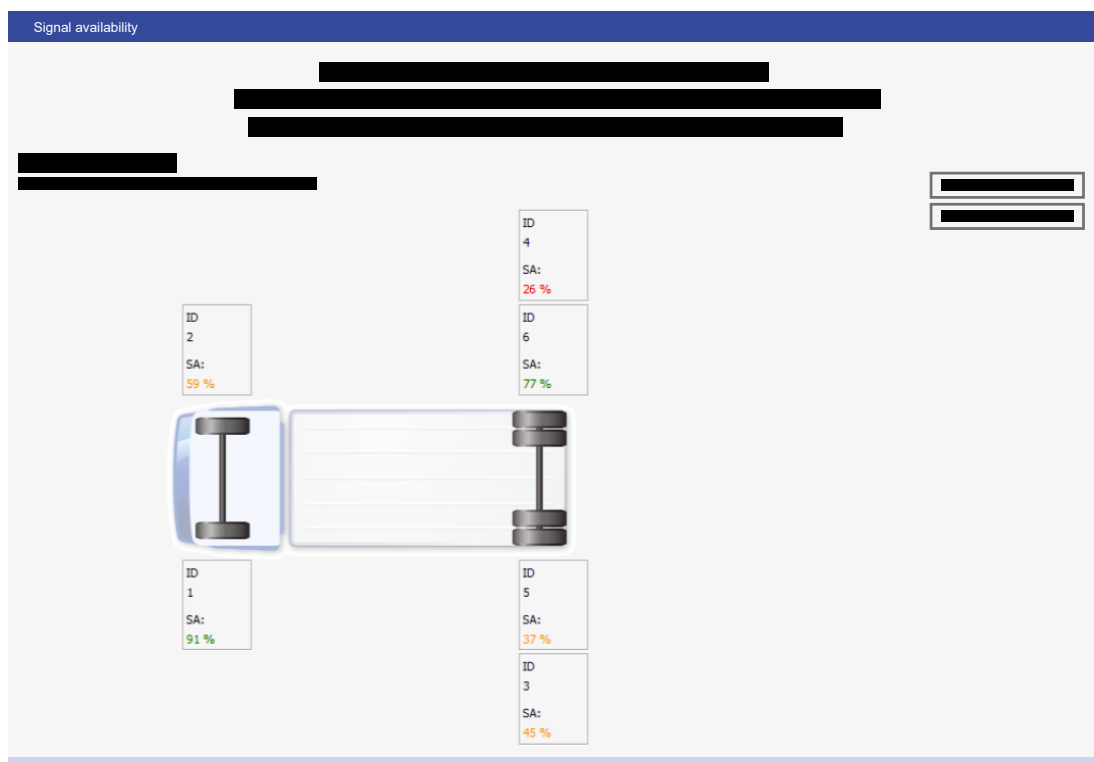 Signal availability
ID
4
SA:
26 %
ID
2
SA:
59 %
ID
6
SA:
77 %
ID
1
SA:
91 %
ID
5
SA:
37 %
ID
3
SA:
45 %